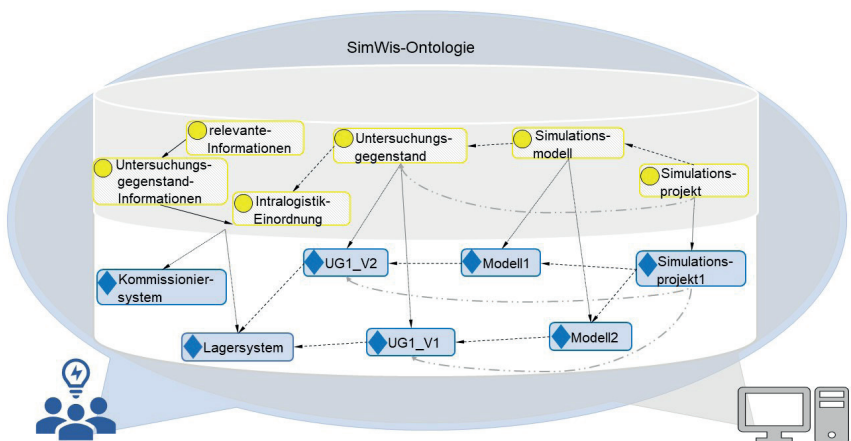 SimWis-Ontologie
relevante-
Informationen
Untersuchungs-
gegenstand
Simulations-
modell
Untersuchungs-
gegenstand-
Informationen
Simulations-
projekt
Intralogistik-
Einordnung
Kommissionier-
system
UG1_V2
Modell1
Simulations-
projekt1
Lagersystem
UG1_V1
Modell2